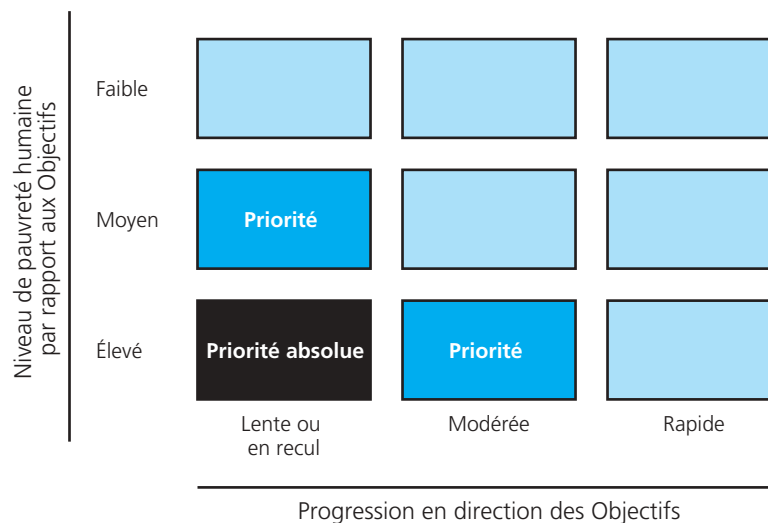 Niveau de pauvreté humaine
par rapport aux Objectifs
Faible
Moyen
Priorité
Élevé
Priorité absolue
Priorité
Lente ou
en recul
Modérée
Rapide
Progression en direction des Objectifs